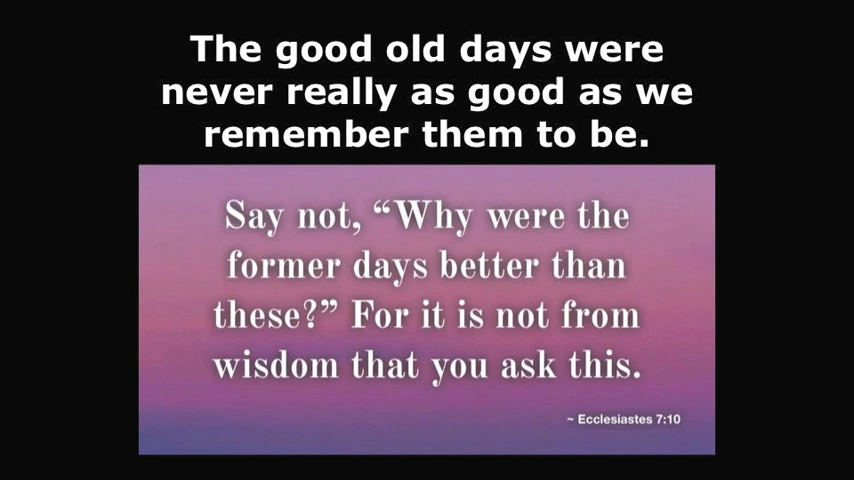 The good old days were
never really as good as we
remember them to be.
Say not, “Why were the
former days better than
these?” For it is not from
wisdom that you ask this.
~ Ecclesiastes 7:10